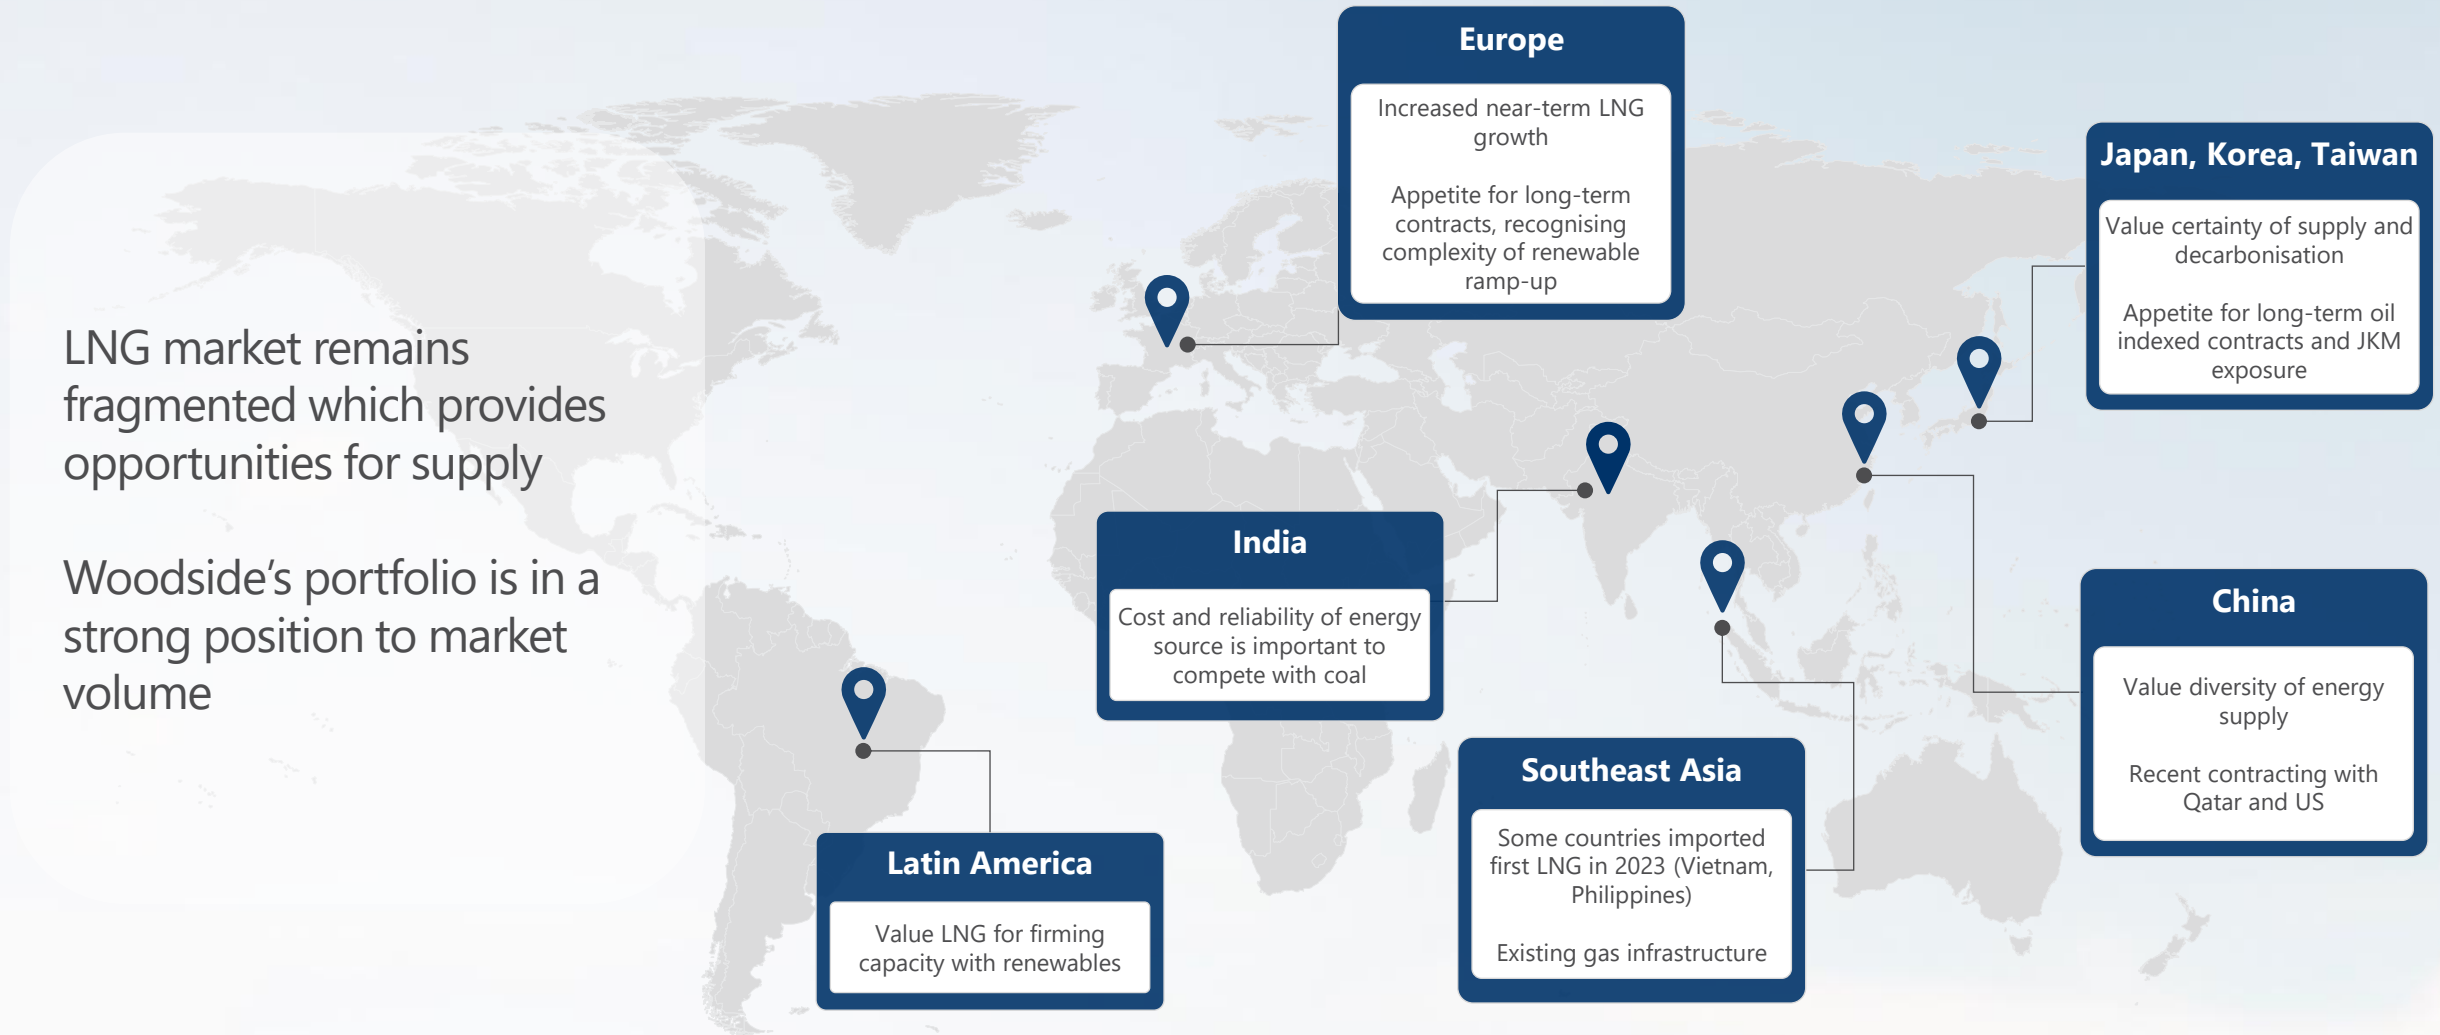 LNG market remains
fragmented which provides
opportunities for supply
Woodside's portfolio is in a
strong position to market
volume
Europe
Increased near-term LNG
growth
Appetite for long-term
contracts, recognising
complexity of renewable
ramp-up
Japan, Korea, Taiwan
Value certainty of supply and
decarbonisation
Appetite for long-term oil
indexed contracts and JKM
exposure
India
Cost and reliability of energy
source is important to
compete with coal
China
Value diversity of energy
supply
Recent contracting with
Qatar and US
Southeast Asia
Some countries imported
first LNG in 2023 (Vietnam,
Philippines)
Existing gas infrastructure
Latin America
Value LNG for firming
capacity with renewables